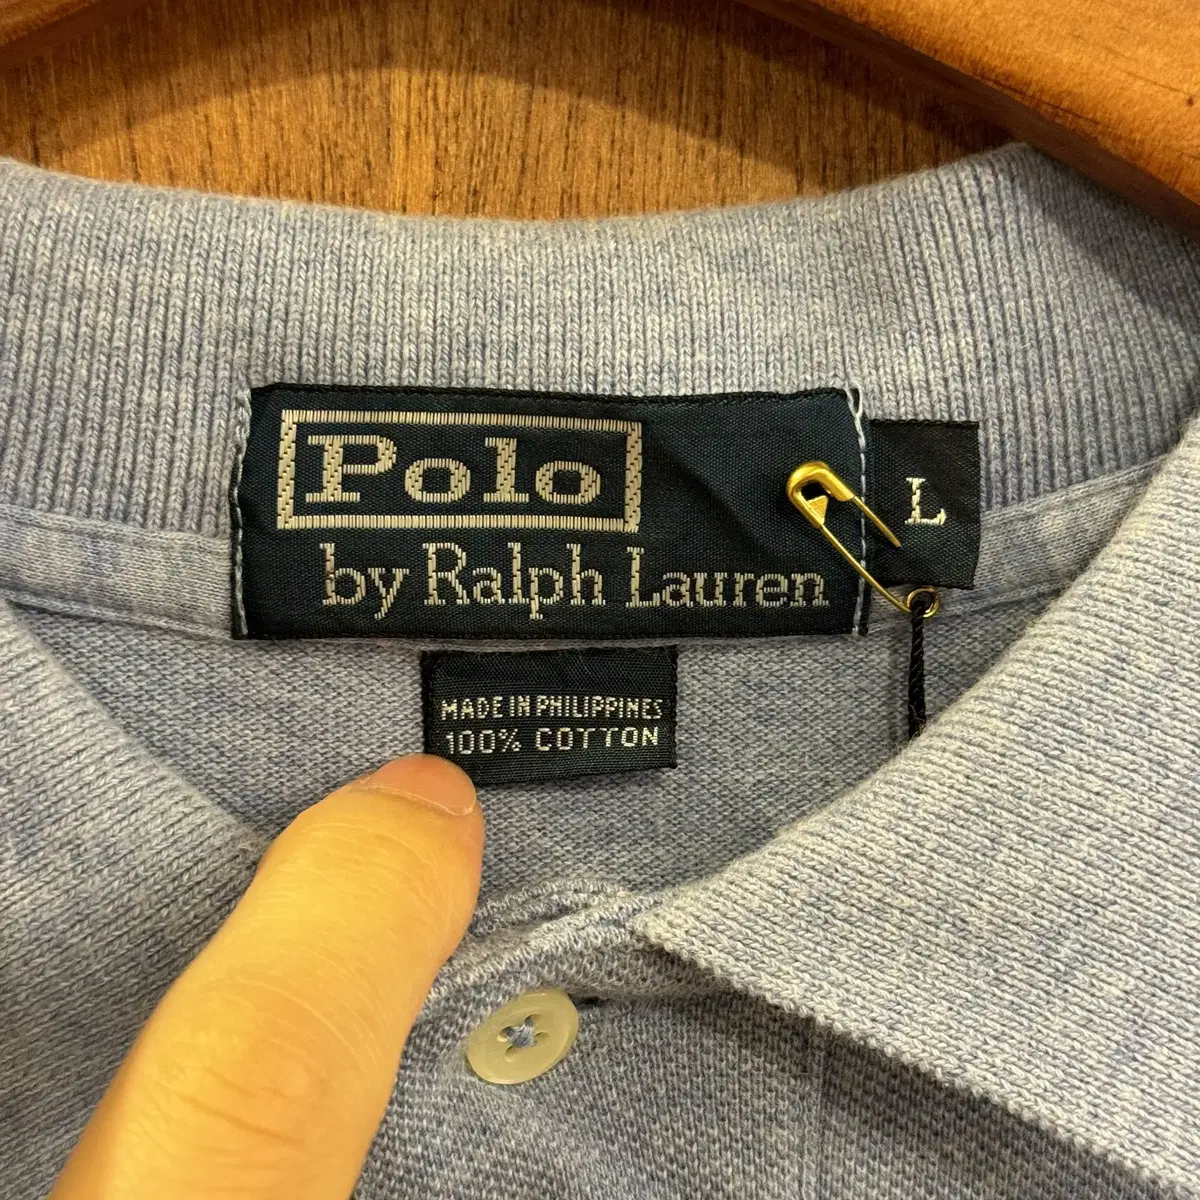 Polo
by Ralph Lauren
L
MADE IN PHILIPPINES
100% COTTON